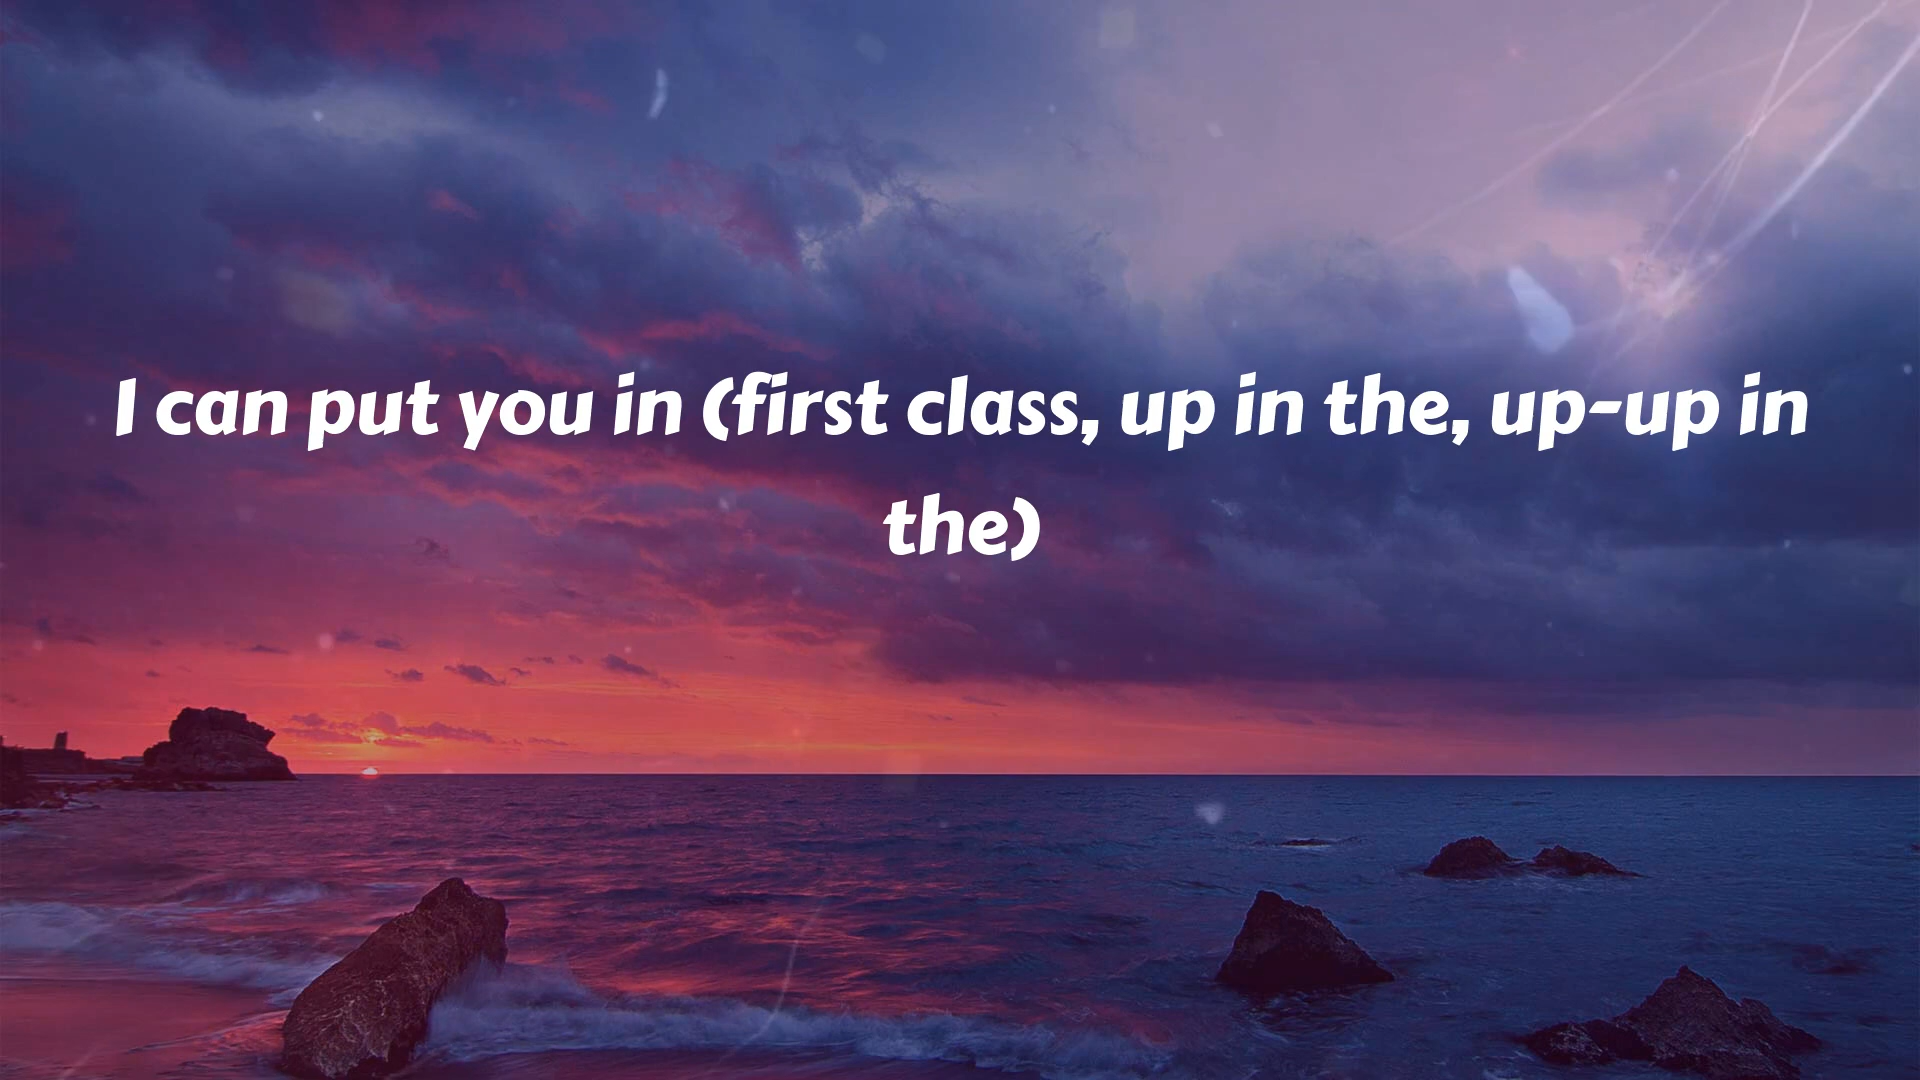 I can put you in (first class, up in the, up-up in
the)